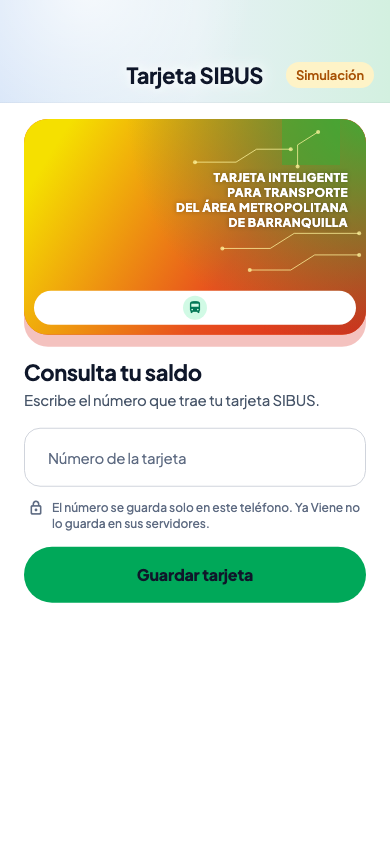 Tarjeta SIBUS
Simulación
TARJETA INTELIGENTE
PARA TRANSPORTE
DEL ÁREA METROPOLITANA
DE BARRANQUILLA
Consulta tu saldo
Escribe el número que trae tu tarjeta SIBUS.
Número de la tarjeta
El número se guarda solo en este teléfono. Ya Viene no
lo guarda en sus servidores.
Guardar tarjeta